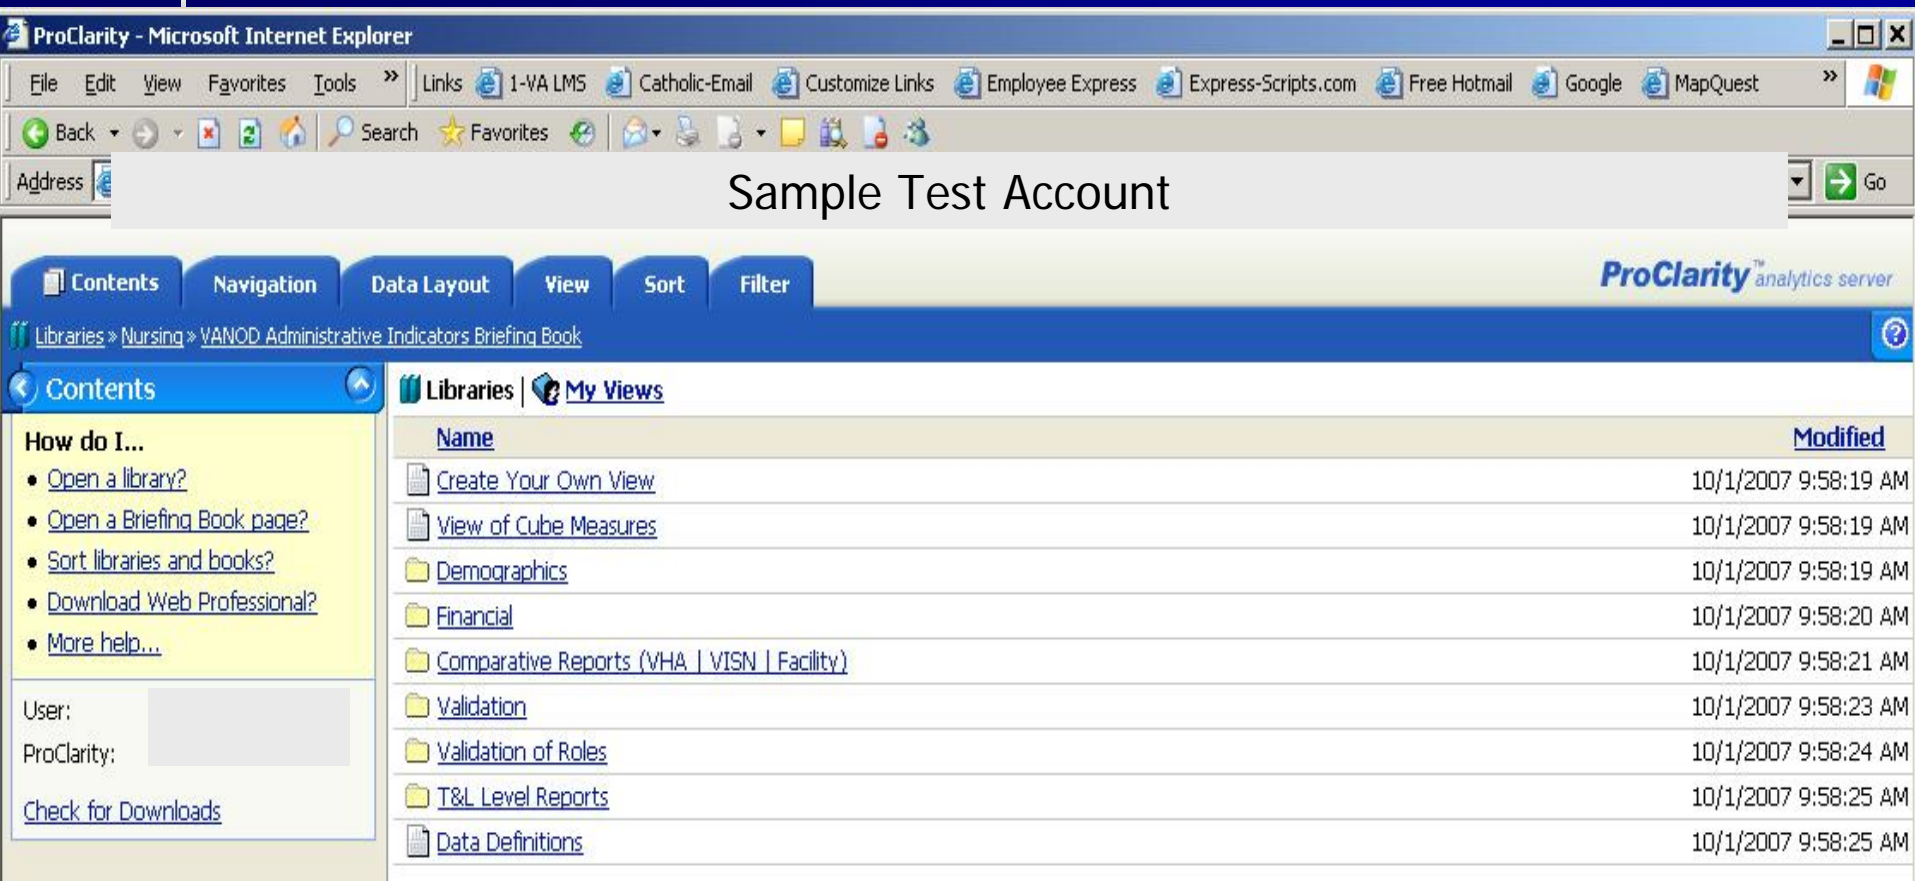 ProClarity - Microsoft Internet Explorer
File Edit View Favorites Tools » Links 1-VA LMS Catholic-Email Customize Links Employee Express Express-Scripts.com Free Hotmail Google MapQuest »
Back Search Favorites
Address Sample Test Account Go
Contents Navigation Data Layout View Sort Filter ProClarity™ analytics server
Libraries » Nursing » VANOD Administrative Indicators Briefing Book
Contents
How do I...
• Open a library?
• Open a Briefing Book page?
• Sort libraries and books?
• Download Web Professional?
• More help...
User:
ProClarity:
Check for Downloads
Libraries | My Views
Name Modified
Create Your Own View 10/1/2007 9:58:19 AM
View of Cube Measures 10/1/2007 9:58:19 AM
Demographics 10/1/2007 9:58:19 AM
Financial 10/1/2007 9:58:20 AM
Comparative Reports (VHA | VISN | Facility) 10/1/2007 9:58:21 AM
Validation 10/1/2007 9:58:23 AM
Validation of Roles 10/1/2007 9:58:24 AM
T&L Level Reports 10/1/2007 9:58:25 AM
Data Definitions 10/1/2007 9:58:25 AM